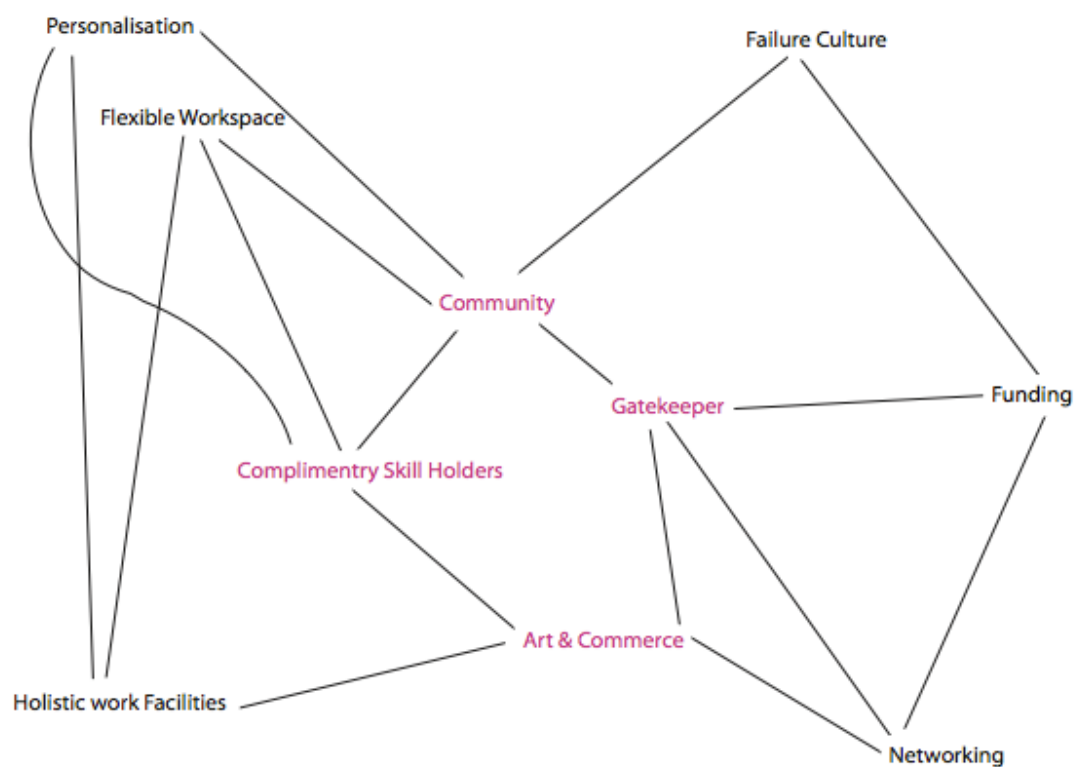 Personalisation
Failure Culture
Flexible Workspace
Community
Funding
Gatekeeper
Complimentry Skill Holders
Art & Commerce
Holistic work Facilities
Networking